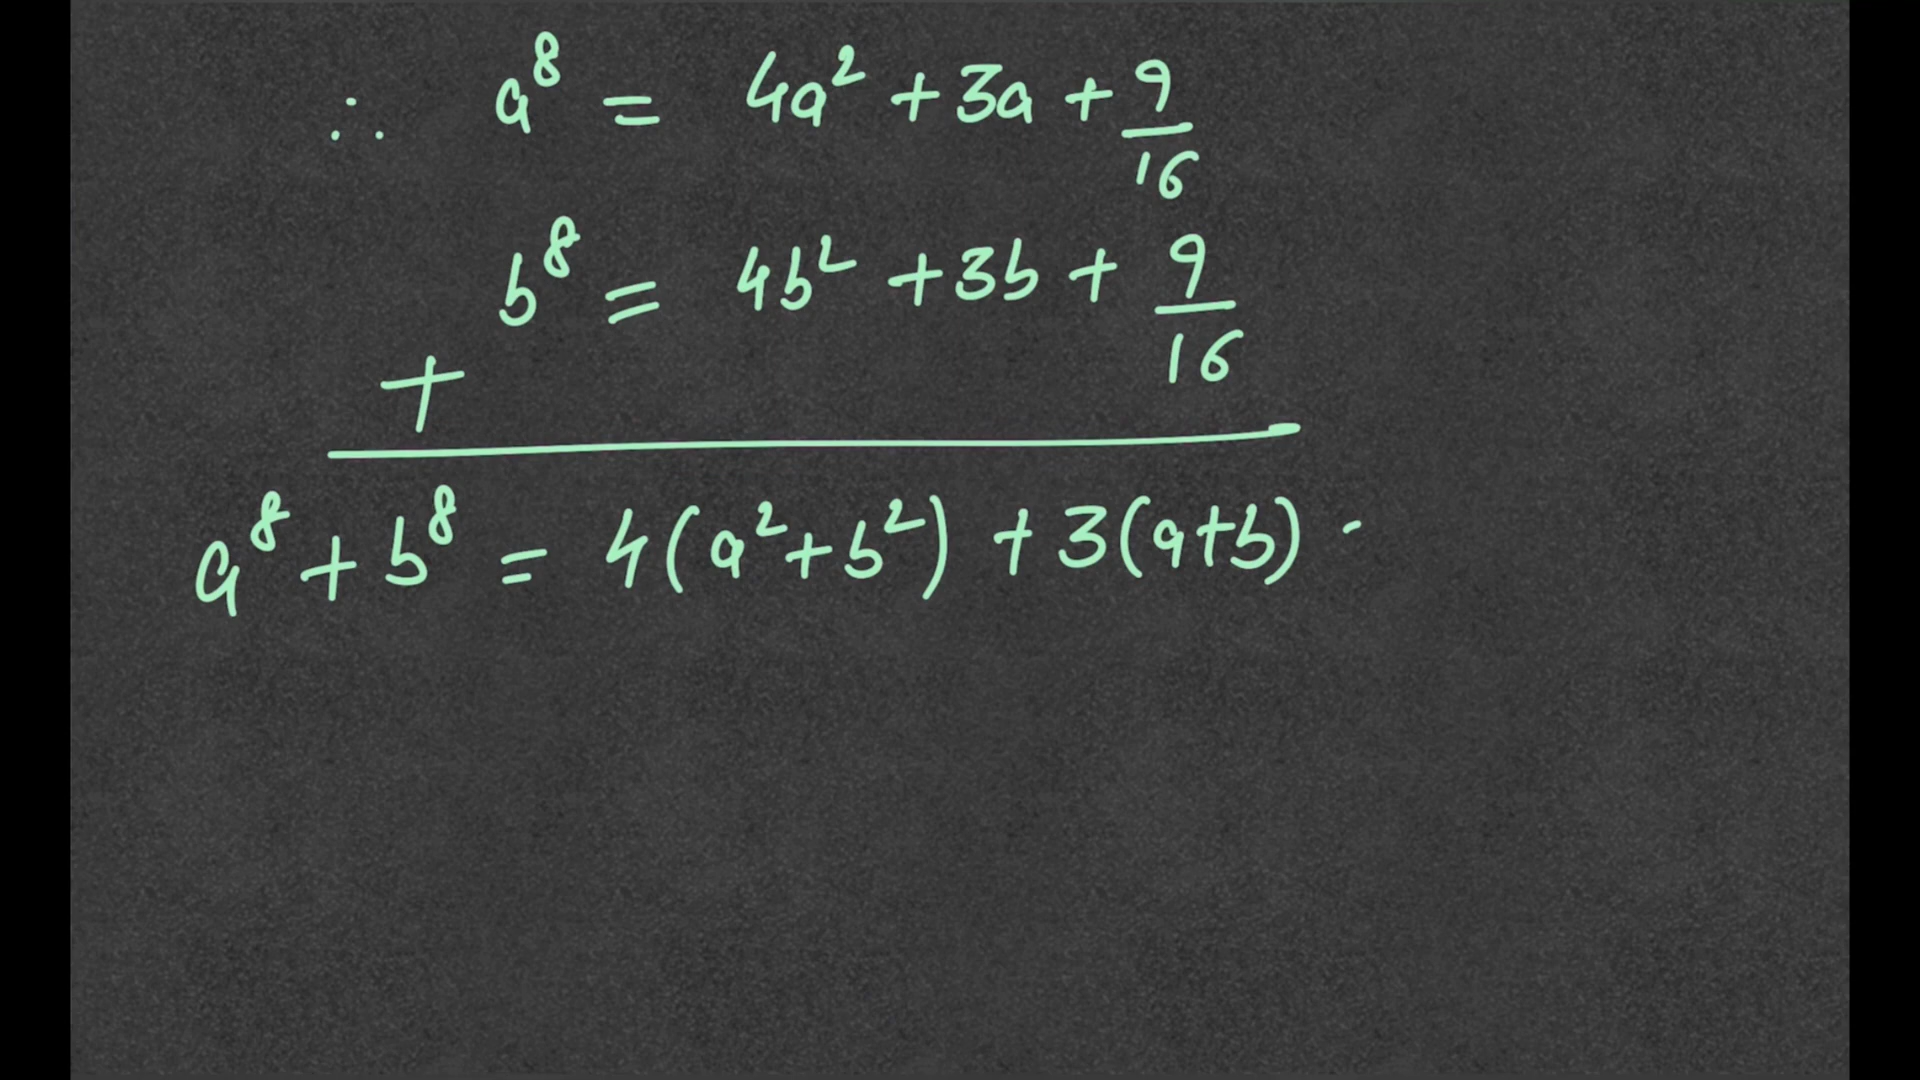 ∴ a⁸ = 4a² + 3a + 9/16
b⁸ = 4b² + 3b + 9/16
+
a⁸ + b⁸ = 4(a² + b²) + 3(a+b)